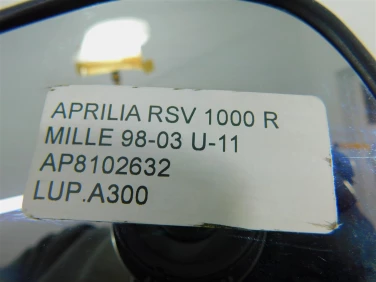 APRILIA RSV 1000 R
MILLE 98-03 U-11
AP8102632
LUP.A300